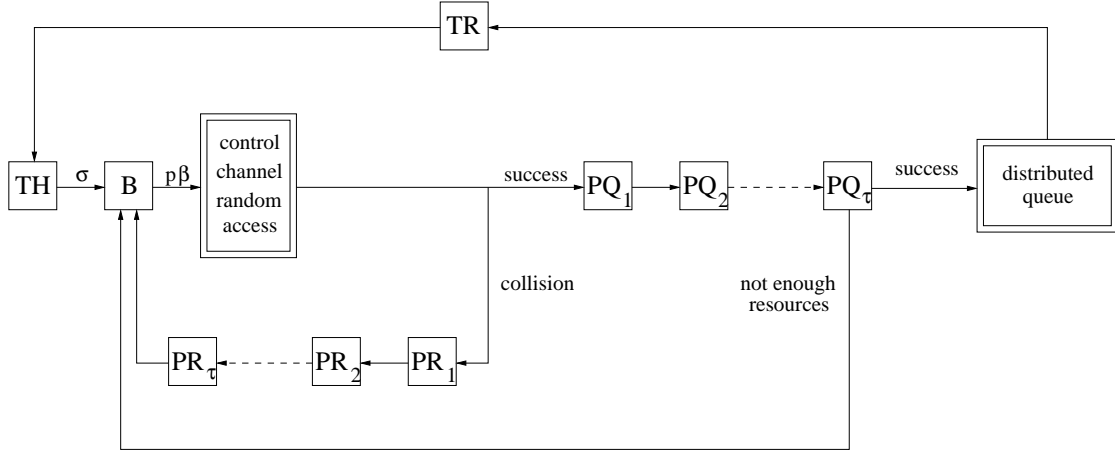 TR
TH
σ
B
pβ
control
channel
random
access
success
PQ1
PQ2
PQτ
success
distributed
queue
collision
not enough
resources
PRτ
PR2
PR1